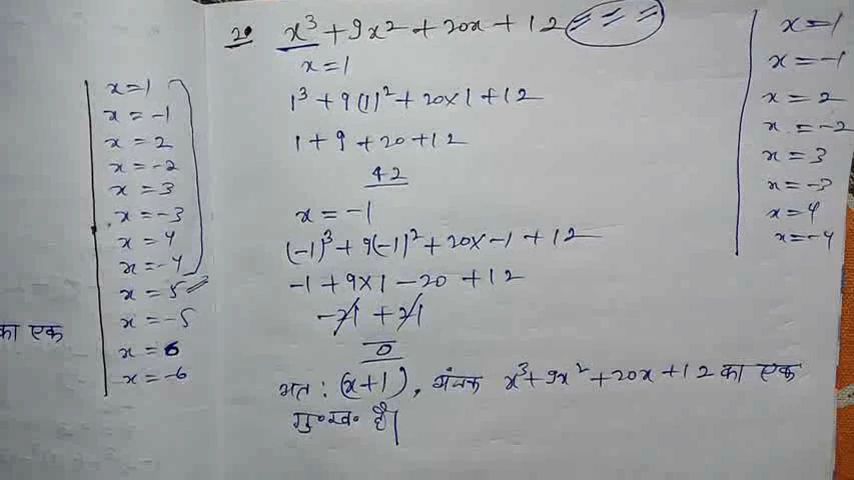 2. x³ + 9x² + 20x + 12 = = =
x = 1
1³ + 9(1)² + 20×1 + 12
1 + 9 + 20 + 12
42
x = -1
(-1)³ + 9(-1)² + 20×-1 + 12
-1 + 9×1 - 20 + 12
-21 + 21
0
अत: (x+1), व्यंजक x³ + 9x² + 20x + 12 का एक
गु०ख० है।
x = 1
x = -1
x = 2
x = -2
x = 3
x = -3
x = 4
x = -4
x = 5
x = -5
x = 6
x = -6
का एक
x = 1
x = -1
x = 2
x = -2
x = 3
x = -3
x = 4
x = -4